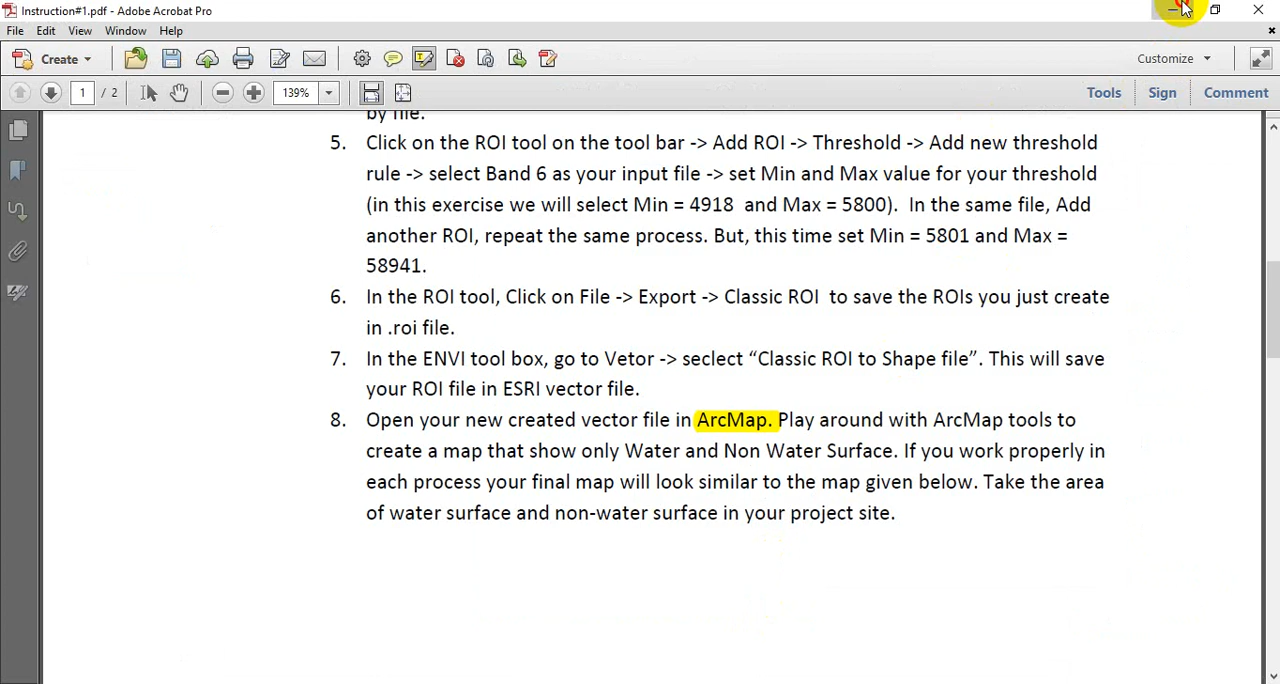 Instruction#1.pdf - Adobe Acrobat Pro
File Edit View Window Help
Create Customize
1 / 2 139% Tools Sign Comment
by file.
5. Click on the ROI tool on the tool bar -> Add ROI -> Threshold -> Add new threshold
rule -> select Band 6 as your input file -> set Min and Max value for your threshold
(in this exercise we will select Min = 4918 and Max = 5800). In the same file, Add
another ROI, repeat the same process. But, this time set Min = 5801 and Max =
58941.
6. In the ROI tool, Click on File -> Export -> Classic ROI to save the ROIs you just create
in .roi file.
7. In the ENVI tool box, go to Vetor -> seclect “Classic ROI to Shape file”. This will save
your ROI file in ESRI vector file.
8. Open your new created vector file in ArcMap. Play around with ArcMap tools to
create a map that show only Water and Non Water Surface. If you work properly in
each process your final map will look similar to the map given below. Take the area
of water surface and non-water surface in your project site.